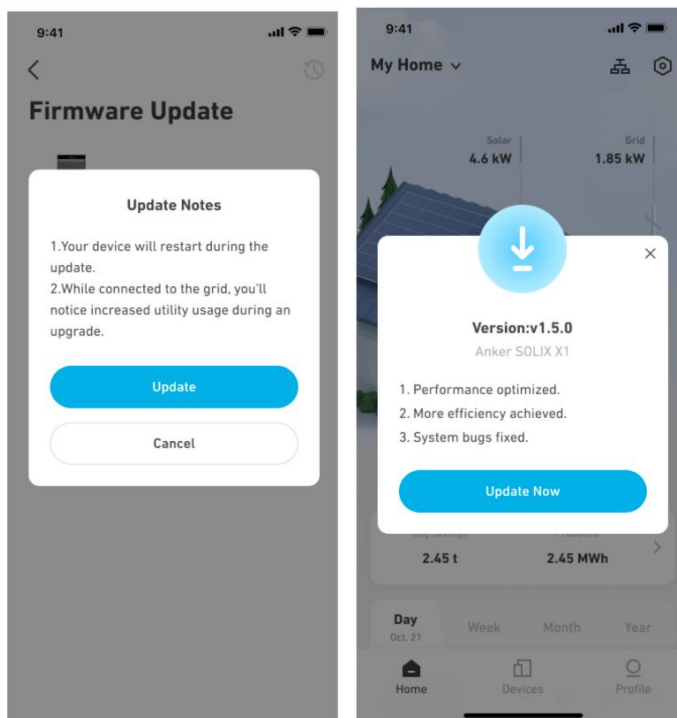 9:41
Firmware Update
Update Notes
1.Your device will restart during the
update.
2.While connected to the grid, you'll
notice increased utility usage during an
upgrade.
Update
Cancel
9:41
My Home
Solar
4.6 kW
Grid
1.85 kW
Version:v1.5.0
Anker SOLIX X1
1. Performance optimized.
2. More efficiency achieved.
3. System bugs fixed.
Update Now
2.45 t
2.45 MWh
Day
Oct. 21
Week
Month
Year
Home
Devices
Profile